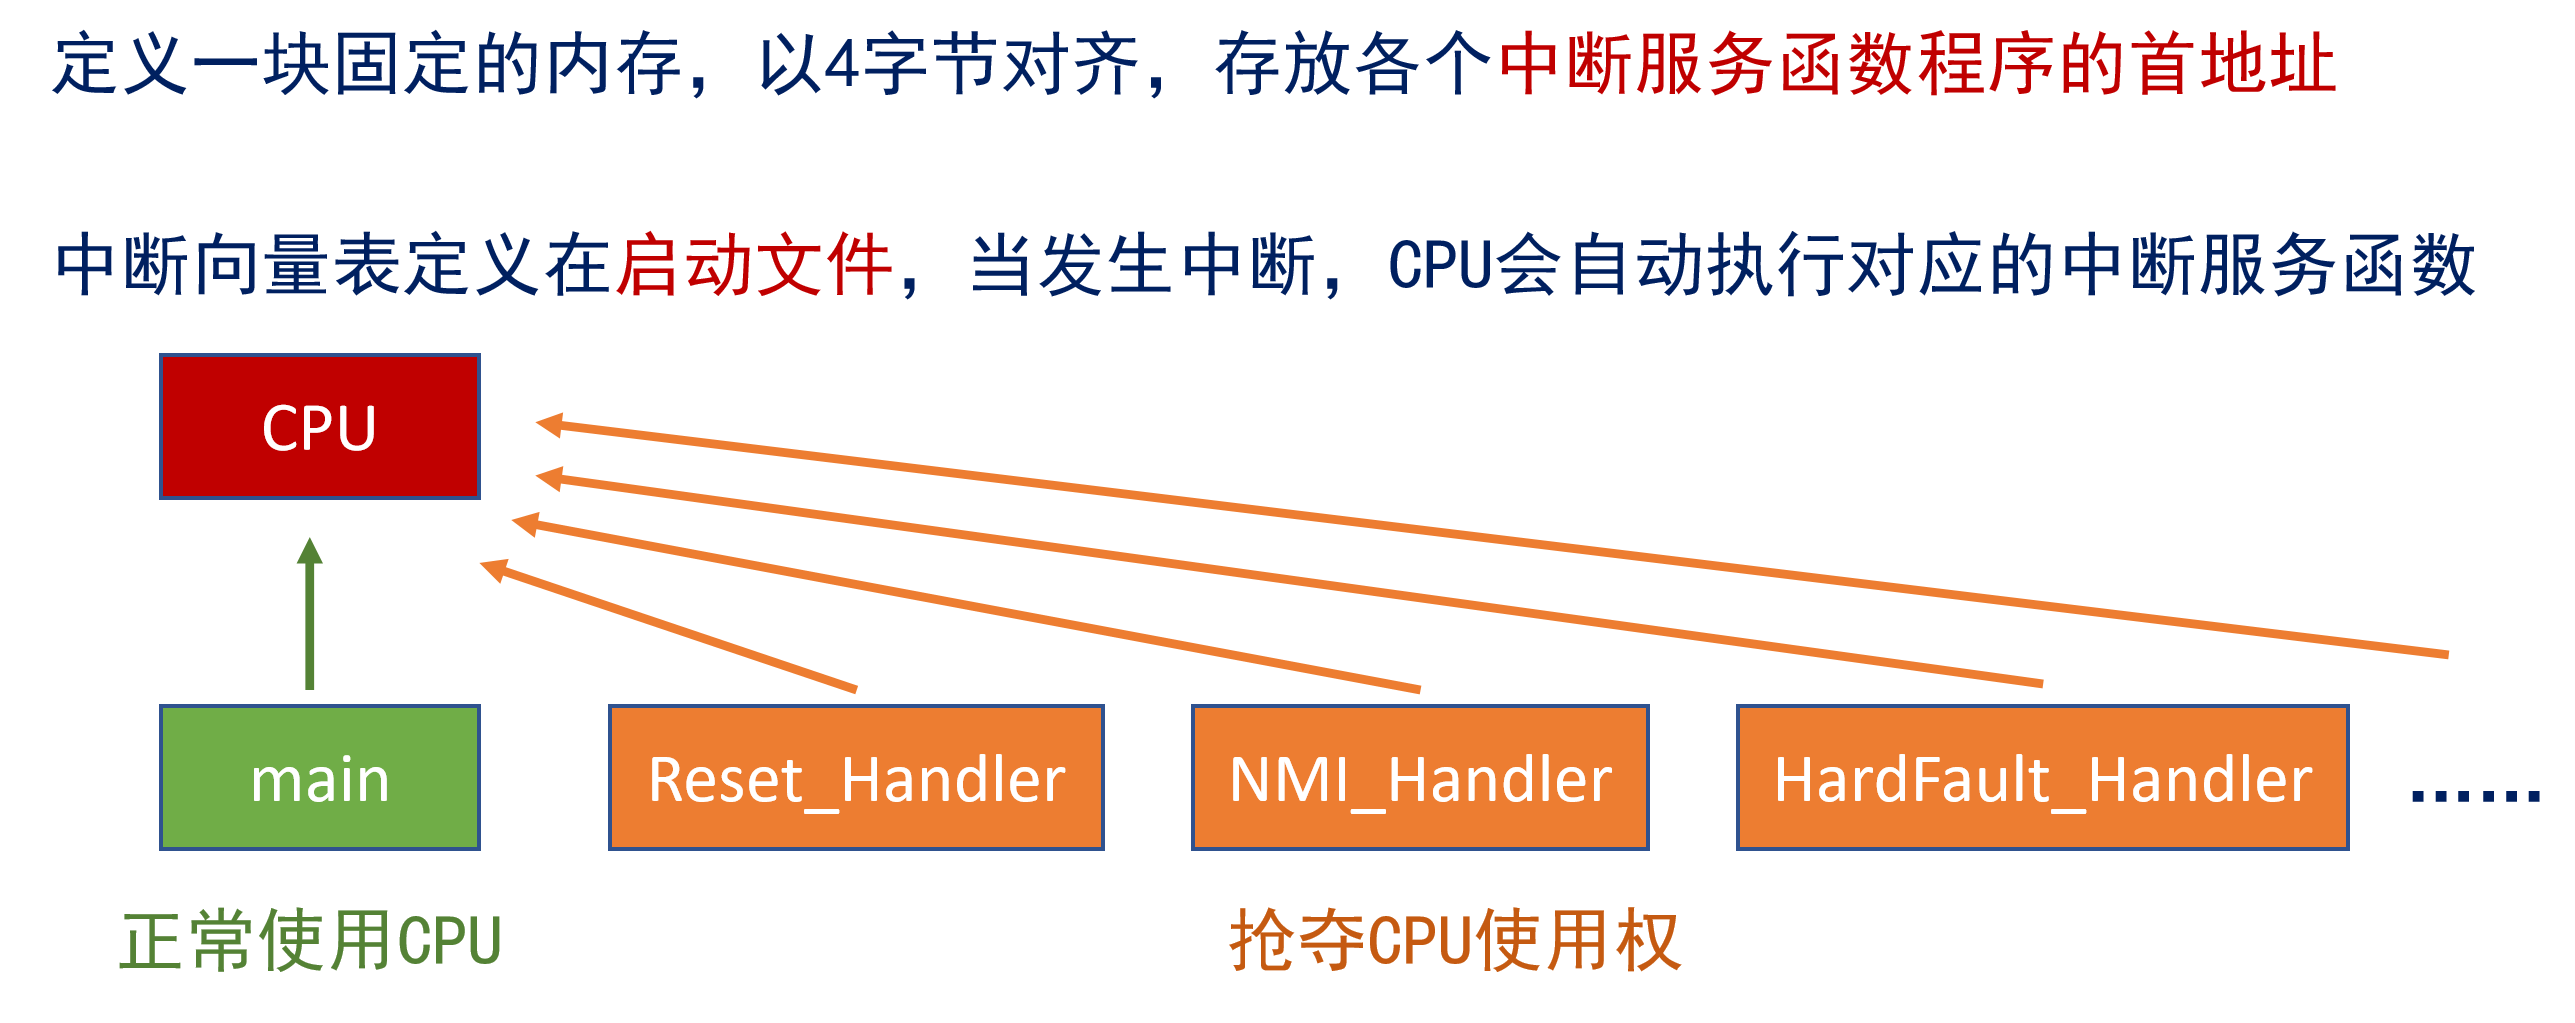 定义一块固定的内存，以4字节对齐，存放各个中断服务函数程序的首地址
中断向量表定义在启动文件，当发生中断，CPU会自动执行对应的中断服务函数
CPU
main
Reset_Handler
NMI_Handler
HardFault_Handler
……
正常使用CPU
抢夺CPU使用权